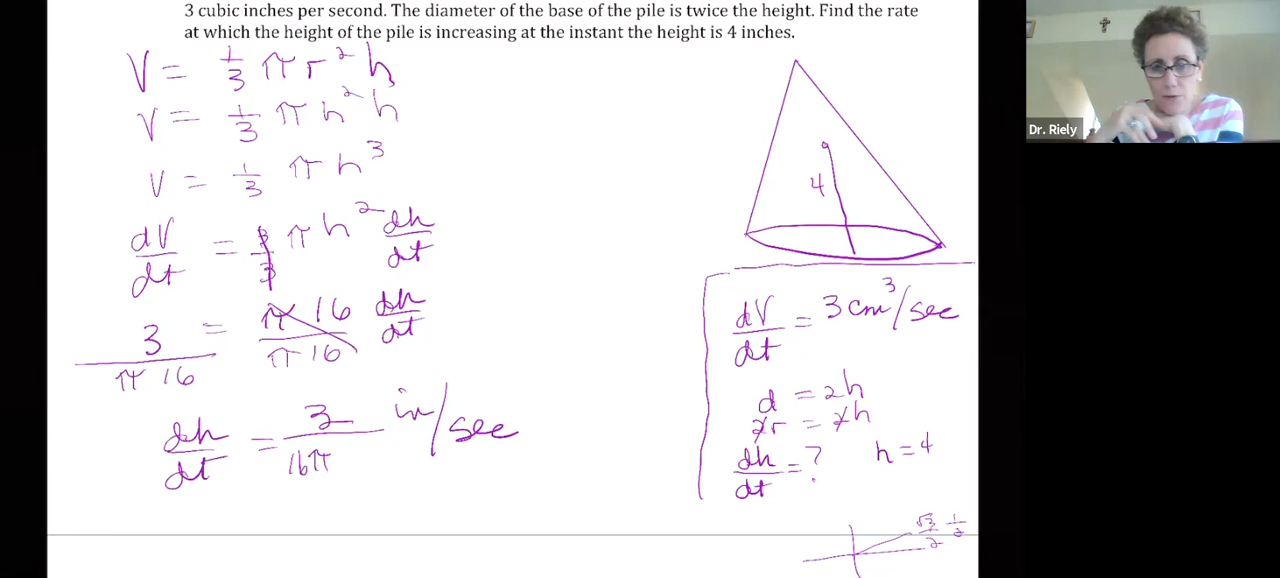 3 cubic inches per second. The diameter of the base of the pile is twice the height. Find the rate
at which the height of the pile is increasing at the instant the height is 4 inches.
V = 1/3 π r² h
V = 1/3 π h² h
V = 1/3 π h³
dV/dt = 3/3 π h² dh/dt
3/(π 16) = (π 16)/(π 16) dh/dt
dh/dt = 3/(16π) in/sec
4
dV/dt = 3 cm³/sec
d = 2h
2r = 2h
dh/dt = ? h = 4
√3/2 1/2
Dr. Riely